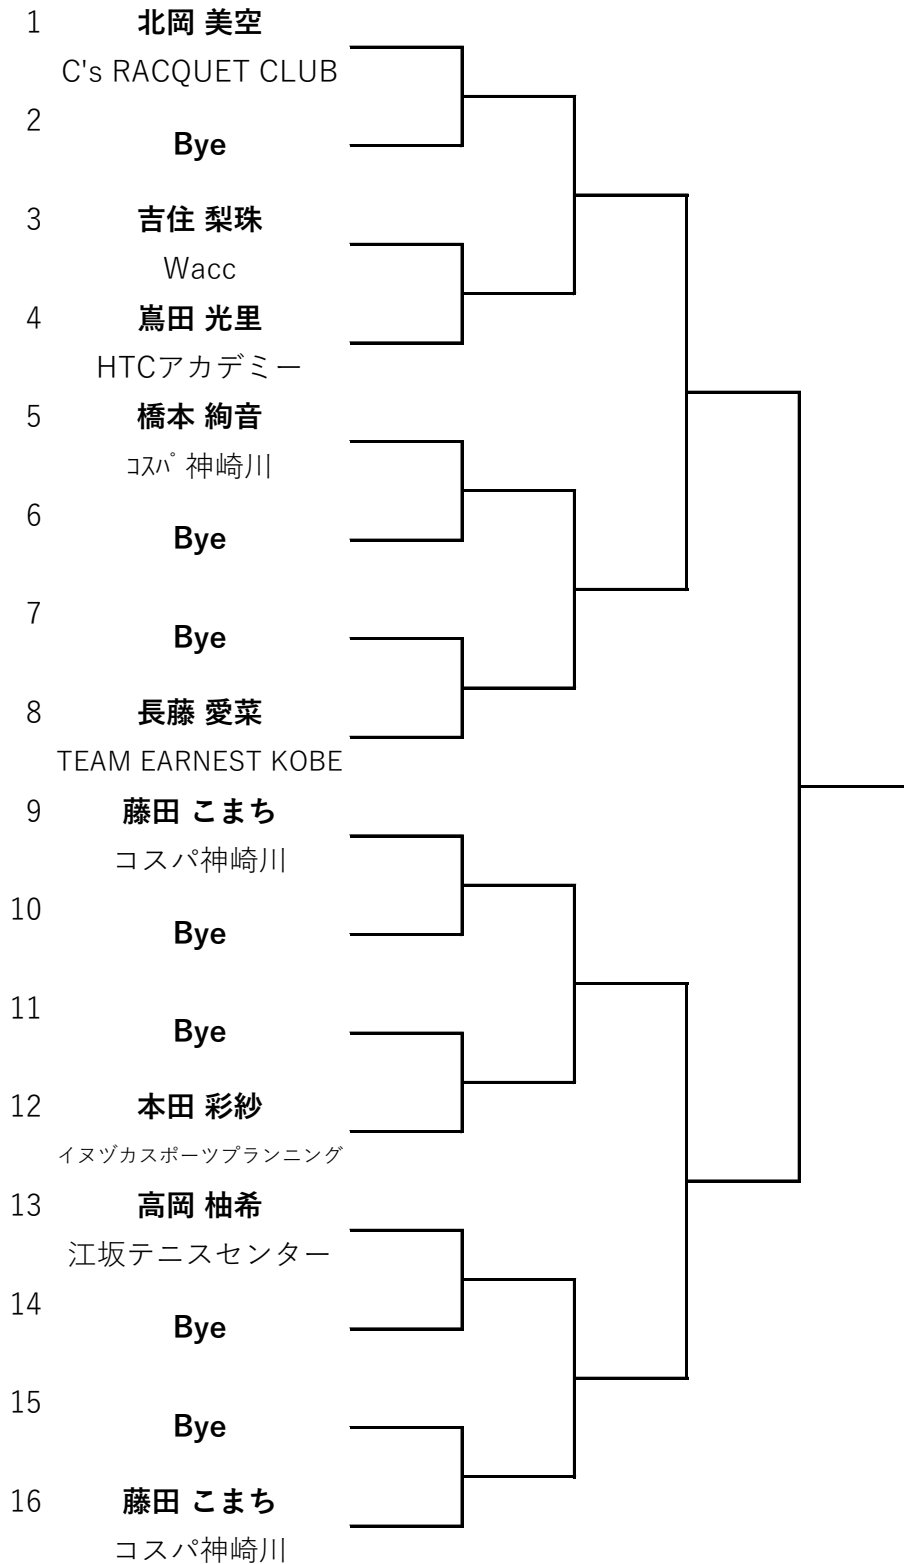 1 北岡 美空
C's RACQUET CLUB
2 Bye
3 吉住 梨珠
Wacc
4 嶌田 光里
HTCアカデミー
5 橋本 絢音
ｺｽﾊﾟ神崎川
6 Bye
7 Bye
8 長藤 愛菜
TEAM EARNEST KOBE
9 藤田 こまち
コスパ神崎川
10 Bye
11 Bye
12 本田 彩紗
イヌヅカスポーツプランニング
13 高岡 柚希
江坂テニスセンター
14 Bye
15 Bye
16 藤田 こまち
コスパ神崎川